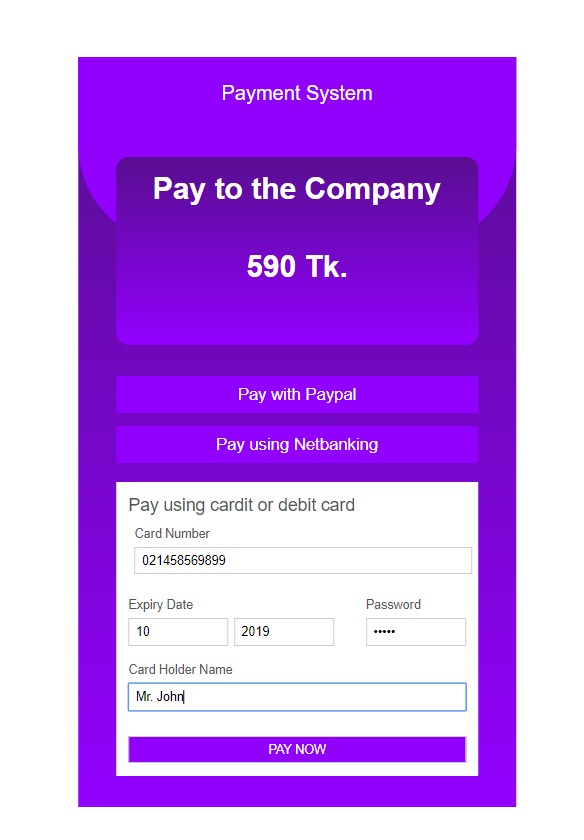 Payment System
Pay to the Company
590 Tk.
Pay with Paypal
Pay using Netbanking
Pay using cardit or debit card
Card Number
021458569899
Expiry Date Password
10 2019 •••••
Card Holder Name
Mr. John
PAY NOW